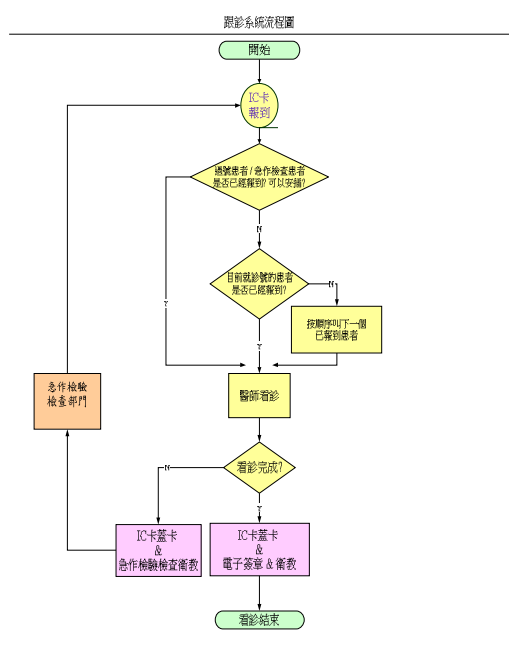 跟診系統流程圖
開始
IC卡
報到
過號患者 / 急作檢查患者
是否已經報到? 可以安插?
N
目前就診號的患者
是否已經報到?
N
Y
按順序叫下一個
已報到患者
Y
急作檢驗
檢查部門
醫師看診
看診完成?
N
Y
IC卡蓋卡
&
急作檢驗檢查衛教
IC卡蓋卡
&
電子簽章 & 衛教
看診結束